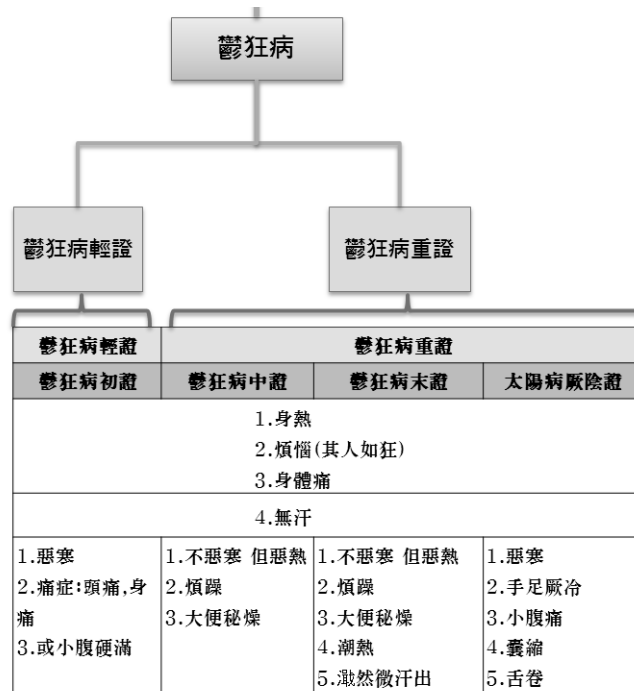 鬱狂病
鬱狂病輕證
鬱狂病重證
鬱狂病輕證
鬱狂病重證
鬱狂病初證
鬱狂病中證
鬱狂病末證
太陽病厥陰證
1.身熱
2.煩惱(其人如狂)
3.身體痛
4.無汗
1.惡寒
2.痛症:頭痛,身
痛
3.或小腹硬滿
1.不惡寒 但惡熱
2.煩躁
3.大便秘燥
1.不惡寒 但惡熱
2.煩躁
3.大便秘燥
4.潮熱
5.濈然微汗出
1.惡寒
2.手足厥冷
3.小腹痛
4.囊縮
5.舌卷